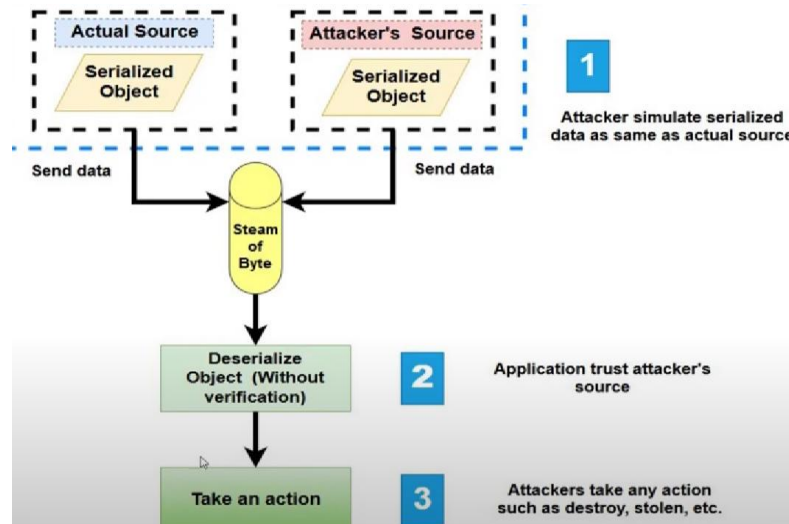 Actual Source
Serialized
Object
Attacker's Source
Serialized
Object
1
Attacker simulate serialized
data as same as actual source
Send data
Send data
Steam
of
Byte
Deserialize
Object (Without
verification)
2
Application trust attacker's
source
Take an action
3
Attackers take any action
such as destroy, stolen, etc.